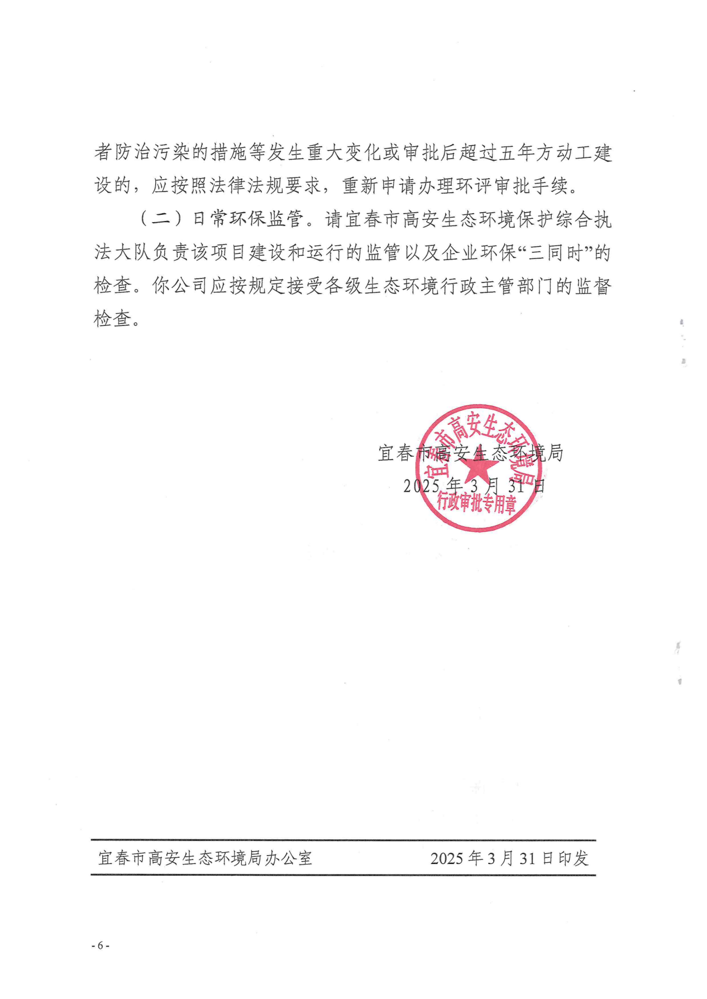 者防治污染的措施等发生重大变化或审批后超过五年方动工建
设的，应按照法律法规要求，重新申请办理环评审批手续。
（二）日常环保监管。请宜春市高安生态环境保护综合执
法大队负责该项目建设和运行的监管以及企业环保“三同时”的
检查。你公司应按规定接受各级生态环境行政主管部门的监督
检查。
宜春市高安生态环境局
2025 年 3 月 31 日
宜春市高安生态环境局
行政审批专用章
宜春市高安生态环境局办公室 2025 年 3 月 31 日印发
- 6 -